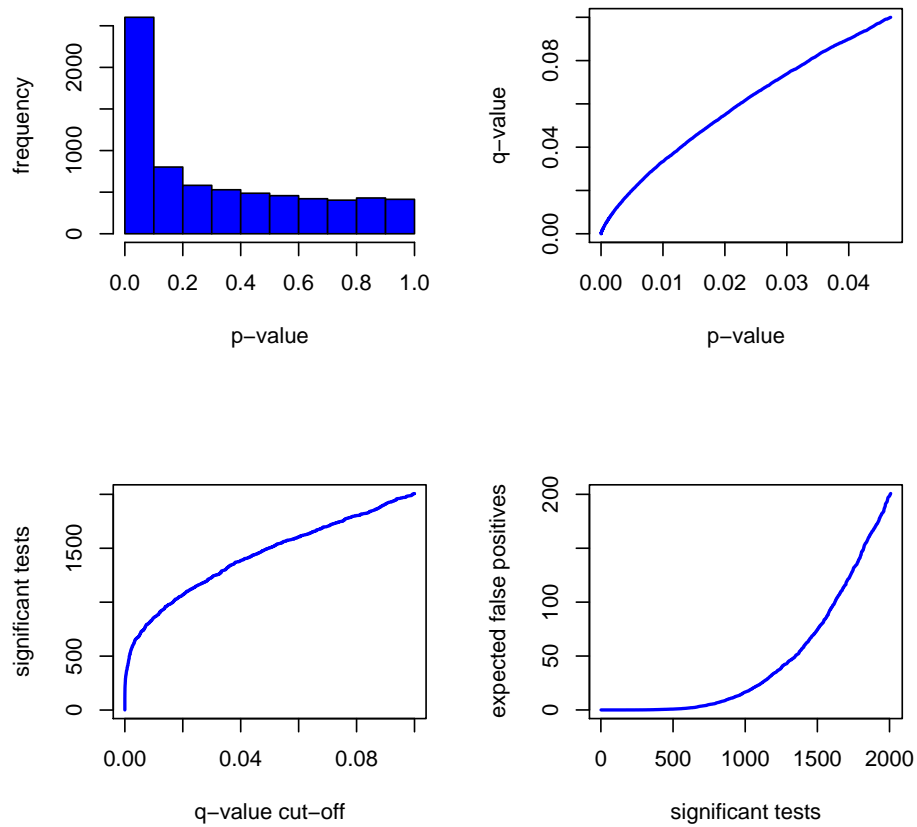 frequency
0
1000
2000
0.0 0.2 0.4 0.6 0.8 1.0
p−value
q−value
0.00
0.04
0.08
0.00 0.01 0.02 0.03 0.04
p−value
significant tests
0
500
1500
0.00 0.04 0.08
q−value cut−off
expected false positives
0
50
100
200
0 500 1000 1500 2000
significant tests